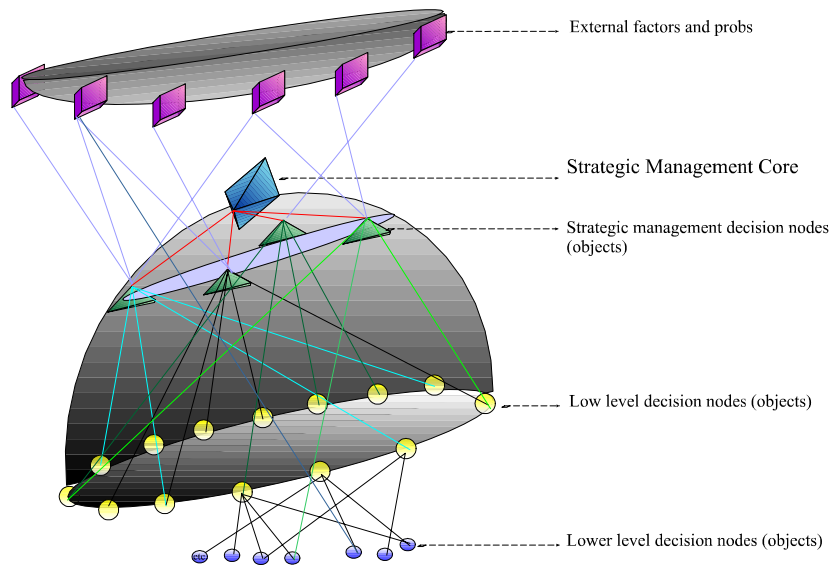 External factors and probs
Strategic Management Core
Strategic management decision nodes
(objects)
Low level decision nodes (objects)
Lower level decision nodes (objects)
etc.